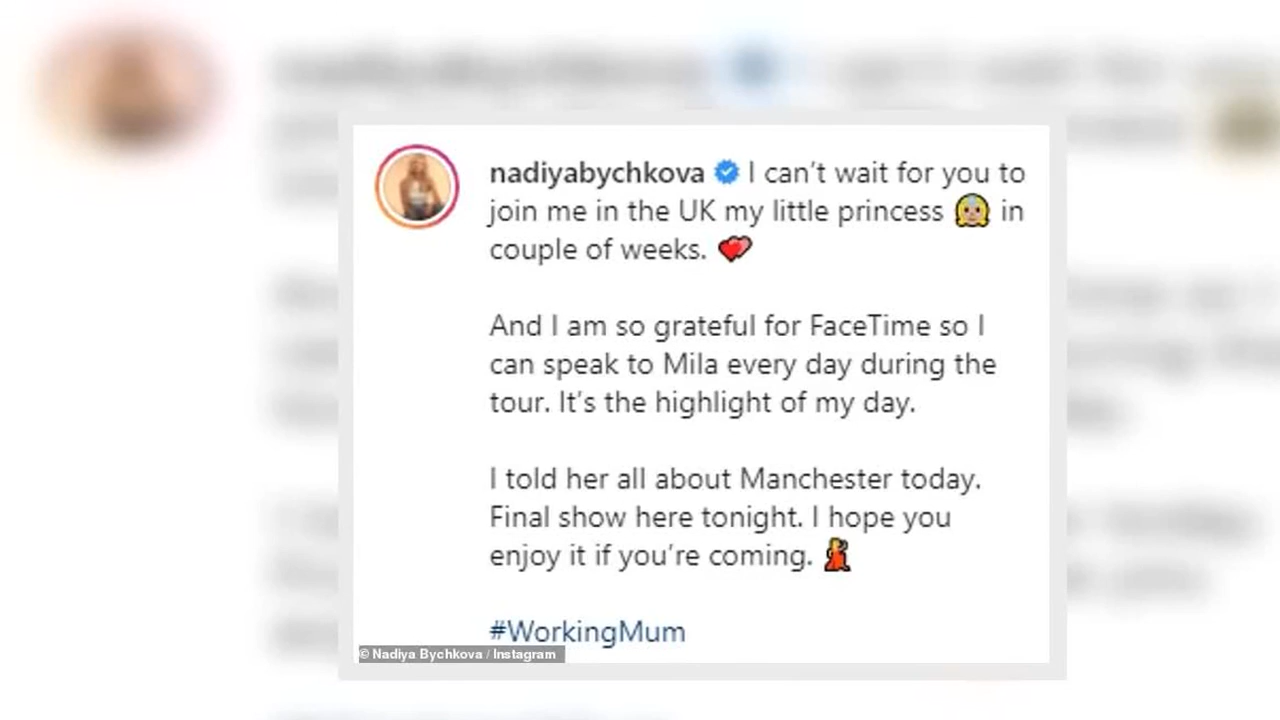 nadiyabychkova I can't wait for you to
join me in the UK my little princess 👸🏼 in
couple of weeks. 💕
And I am so grateful for FaceTime so I
can speak to Mila every day during the
tour. It's the highlight of my day.
I told her all about Manchester today.
Final show here tonight. I hope you
enjoy it if you're coming. 💃
#WorkingMum
© Nadiya Bychkova / Instagram